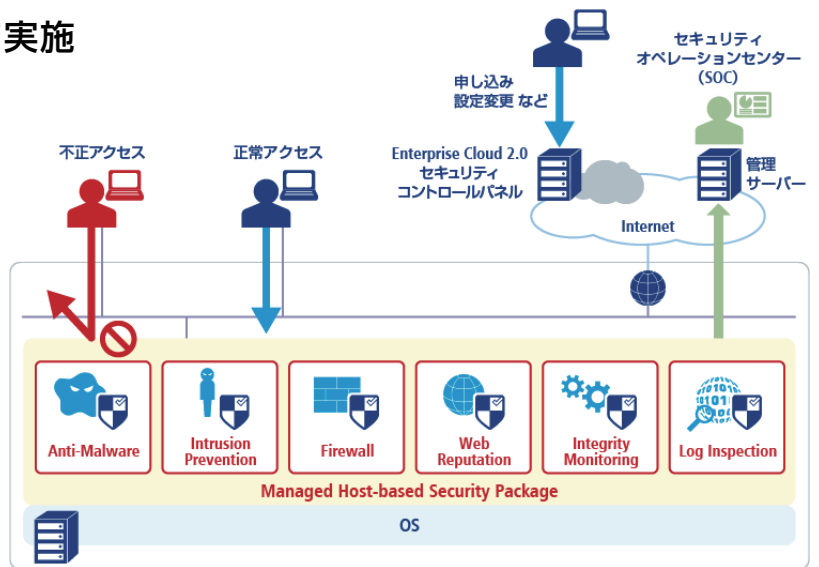 実施
セキュリティ
オペレーションセンター
（SOC）
申し込み
設定変更 など
不正アクセス
正常アクセス
Enterprise Cloud 2.0
セキュリティ
コントロールパネル
管理
サーバー
Internet
Anti-Malware
Intrusion
Prevention
Firewall
Web
Reputation
Integrity
Monitoring
Log Inspection
Managed Host-based Security Package
OS